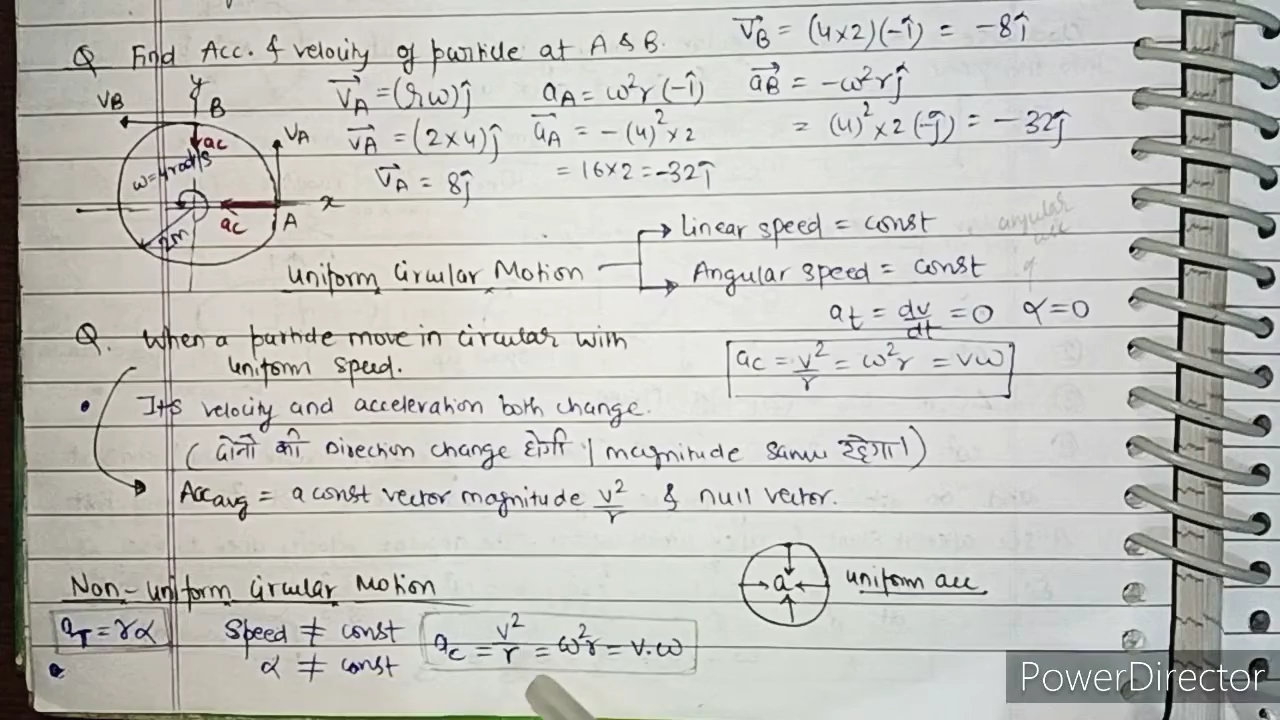 Q Find Acc. & velocity of particle at A & B.
V⃗B = (4×2)(-î) = -8î
V⃗A = (rω)ĵ
aA = ω²r(-î)
a⃗B = -ω²rĵ
V⃗A = (2×4)ĵ
a⃗A = -(4)²×2
= (4)²×2(-ĵ) = -32ĵ
V⃗A = 8ĵ
= 16×2 = -32î
y
VB
B
VA
ac
ω=4rad/s
x
ac
A
2m
Uniform Circular Motion
→ Linear speed = const
→ Angular speed = const
angular
acc
at = dv/dt = 0 α=0
Q. When a particle move in circular with
uniform speed.
ac = v²/r = ω²r = vω
• Its velocity and acceleration both change.
(दोनों की Direction change होगी | magnitude same रहेगा।)
Accavg = a const vector magnitude v²/r & null vector.
a
uniform acc
Non-uniform Circular Motion
aT = rα
Speed ≠ const
ac = v²/r = ω²r = v.ω
α ≠ const
PowerDirector